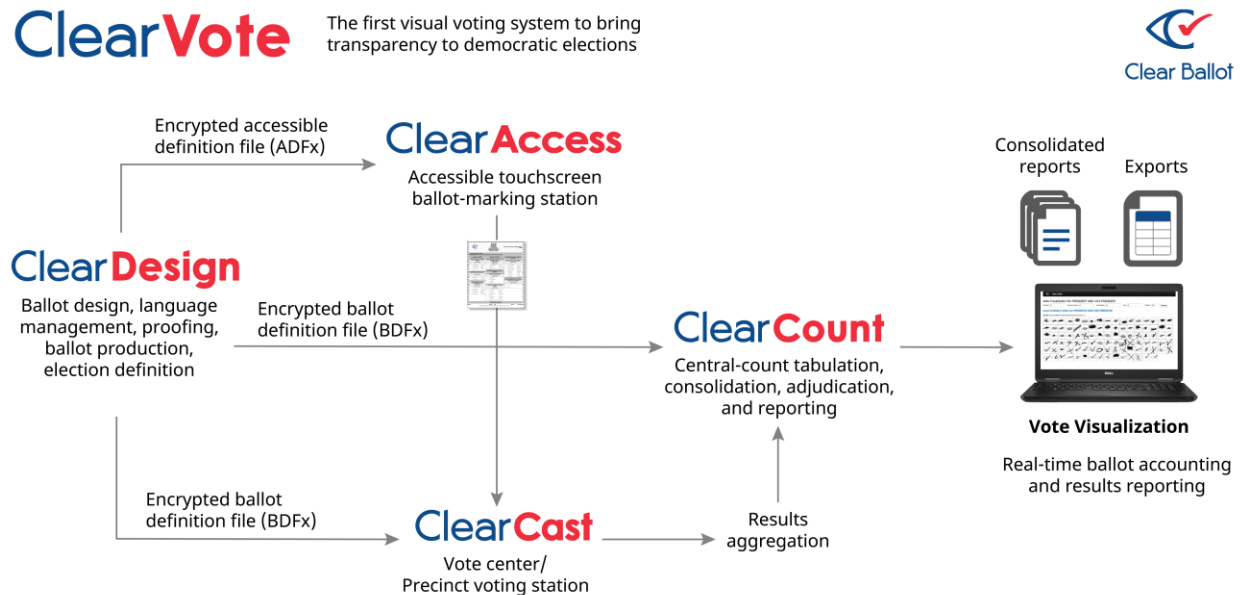 ClearVote
The first visual voting system to bring
transparency to democratic elections
Clear Ballot
Encrypted accessible
definition file (ADFx)
ClearAccess
Accessible touchscreen
ballot-marking station
Consolidated
reports
Exports
ClearDesign
Ballot design, language
management, proofing,
ballot production,
election definition
Encrypted ballot
definition file (BDFx)
ClearCount
Central-count tabulation,
consolidation, adjudication,
and reporting
DELL
Vote Visualization
Real-time ballot accounting
and results reporting
Encrypted ballot
definition file (BDFx)
ClearCast
Vote center/
Precinct voting station
Results
aggregation